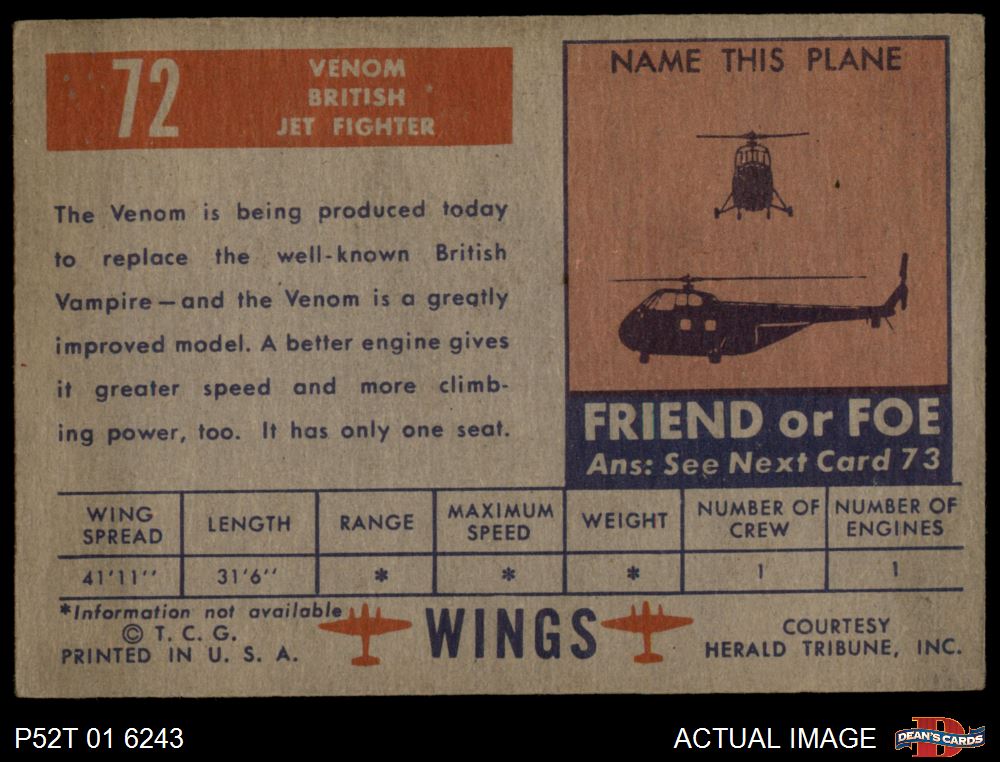 72
VENOM
BRITISH
JET FIGHTER
The Venom is being produced today
to replace the well-known British
Vampire—and the Venom is a greatly
improved model. A better engine gives
it greater speed and more climb-
ing power, too. It has only one seat.
NAME THIS PLANE
FRIEND or FOE
Ans: See Next Card 73
WING SPREAD
LENGTH
RANGE
MAXIMUM SPEED
WEIGHT
NUMBER OF CREW
NUMBER OF ENGINES
41'11''
31'6''
*
*
*
1
1
*Information not available
© T. C. G.
PRINTED IN U. S. A.
WINGS
COURTESY
HERALD TRIBUNE, INC.
P52T 01 6243
ACTUAL IMAGE
D
DEAN'S CARDS